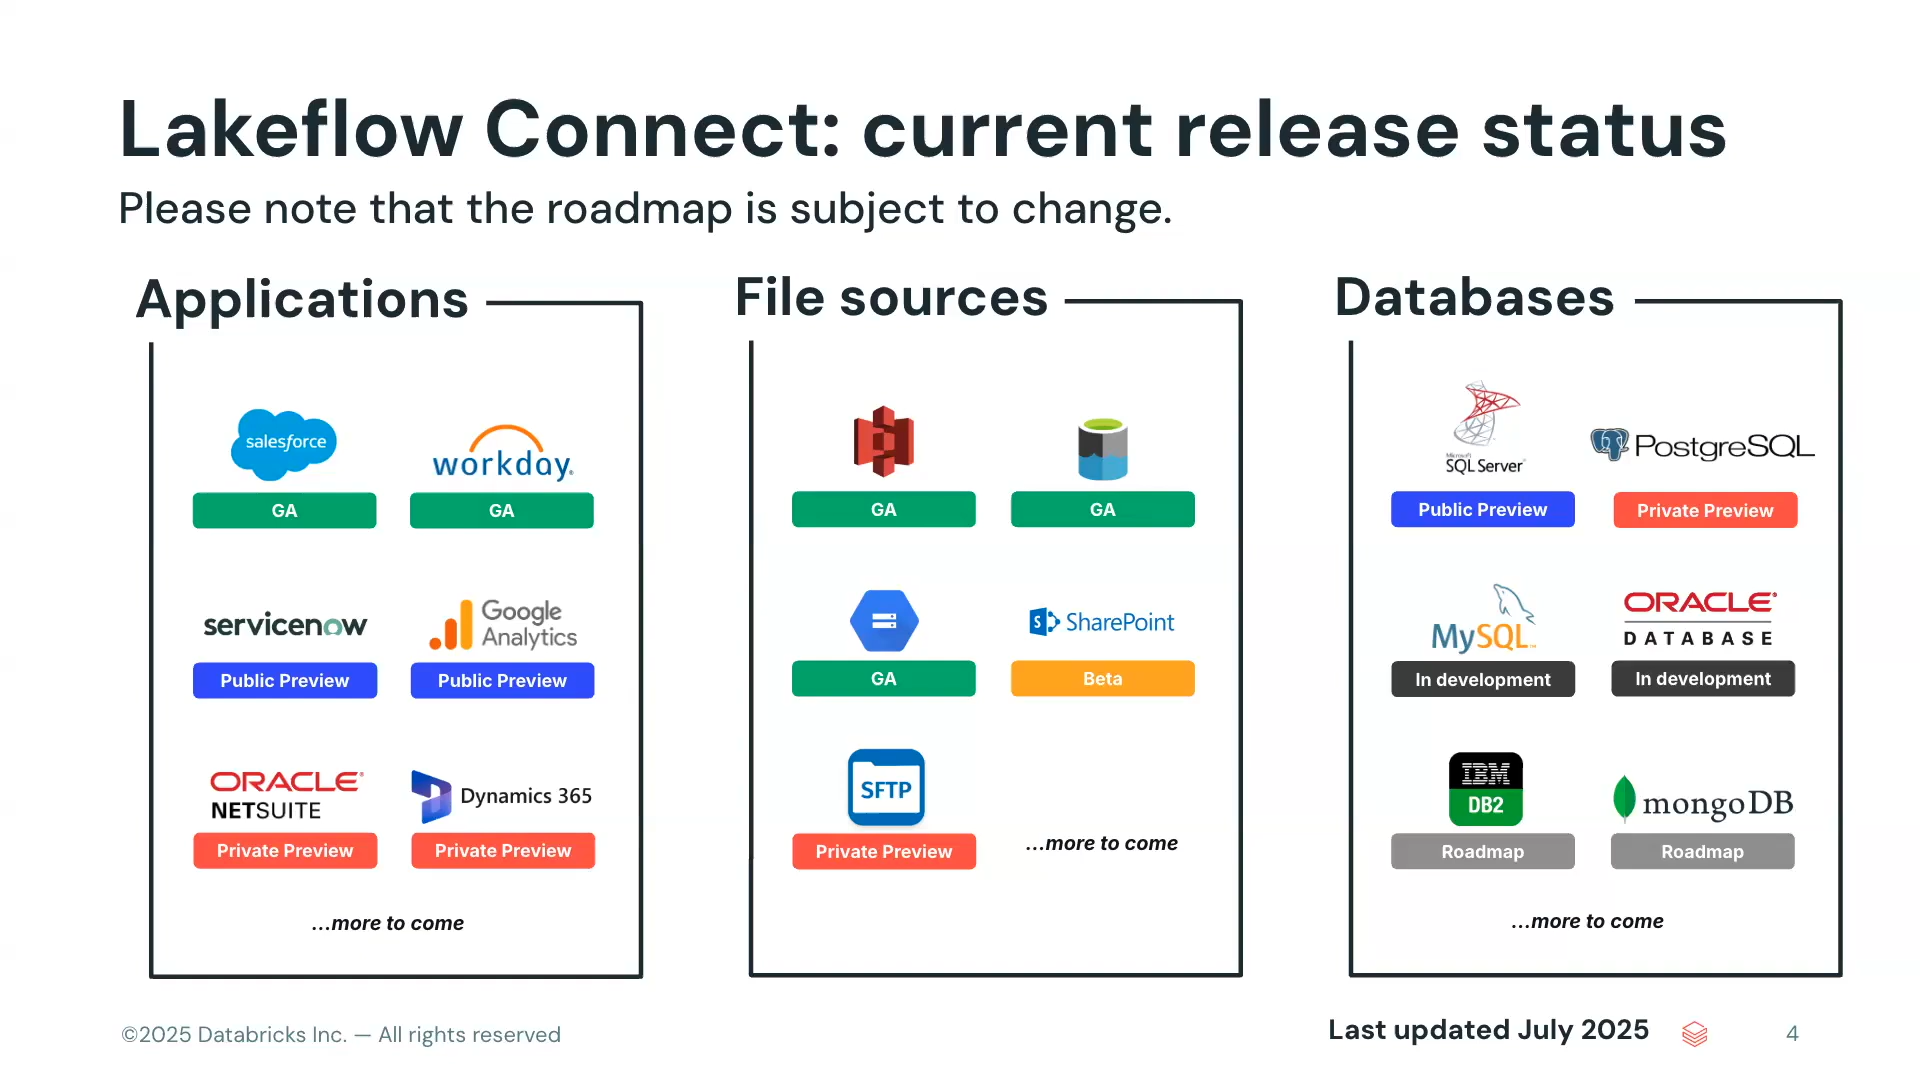 Lakeflow Connect: current release status
Please note that the roadmap is subject to change.
Applications
salesforce
GA
workday.
GA
servicenow
Public Preview
Google
Analytics
Public Preview
ORACLE
NETSUITE
Private Preview
Dynamics 365
Private Preview
...more to come
File sources
GA
GA
GA
SharePoint
Beta
SFTP
Private Preview
...more to come
Databases
Microsoft
SQL Server
Public Preview
PostgreSQL
Private Preview
MySQL
In development
ORACLE
DATABASE
In development
IBM
DB2
Roadmap
mongoDB
Roadmap
...more to come
©2025 Databricks Inc. — All rights reserved
Last updated July 2025
4